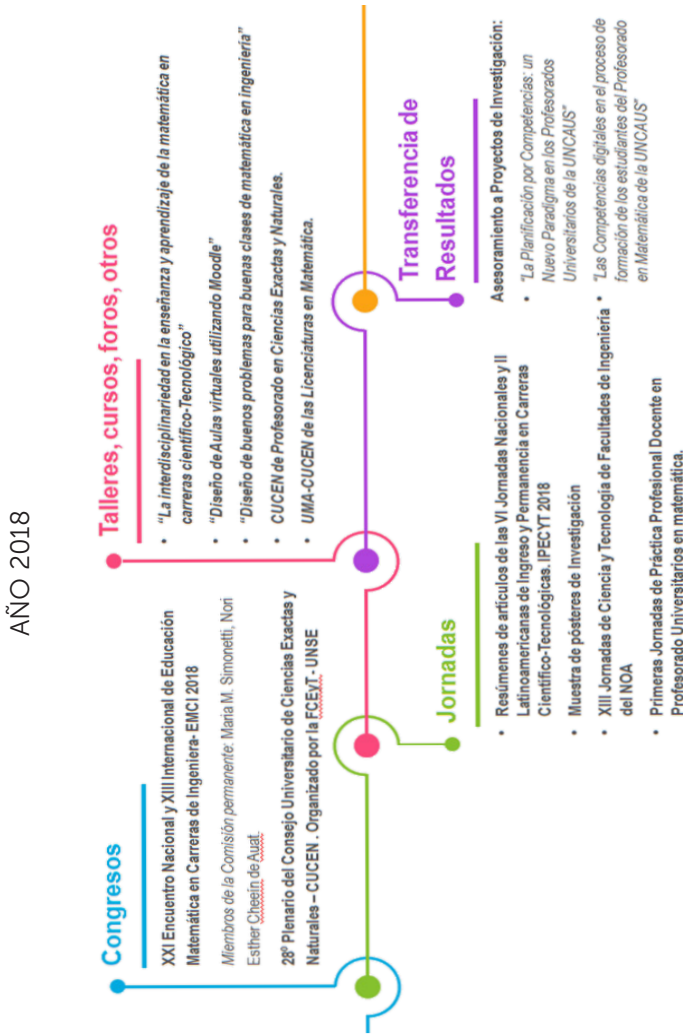 AÑO 2018
Congresos
XXI Encuentro Nacional y XIII Internacional de Educación
Matemática en Carreras de Ingeniera- EMCI 2018
Miembros de la Comisión permanente: Maria M. Simonetti, Nori
Esther Cheein de Auat.
28º Plenario del Consejo Universitario de Ciencias Exactas y
Naturales – CUCEN . Organizado por la FCEyT- UNSE
Talleres, cursos, foros, otros
• "La interdisciplinariedad en la enseñanza y aprendizaje de la matemática en
carreras científico-Tecnológico"
• "Diseño de Aulas virtuales utilizando Moodle"
• "Diseño de buenos problemas para buenas clases de matemática en ingeniería"
• CUCEN de Profesorado en Ciencias Exactas y Naturales.
• UMA-CUCEN de las Licenciaturas en Matemática.
Jornadas
• Resúmenes de artículos de las VI Jornadas Nacionales y II
Latinoamericanas de Ingreso y Permanencia en Carreras
Científico-Tecnológicas. IPECYT 2018
• Muestra de pósteres de Investigación
• XIII Jornadas de Ciencia y Tecnología de Facultades de Ingeniería
del NOA
• Primeras Jornadas de Práctica Profesional Docente en
Profesorado Universitarios en matemática.
Transferencia de
Resultados
Asesoramiento a Proyectos de Investigación:
• "La Planificación por Competencias: un
Nuevo Paradigma en los Profesorados
Universitarios de la UNCAUS"
• "Las Competencias digitales en el proceso de
formación de los estudiantes del Profesorado
en Matemática de la UNCAUS"